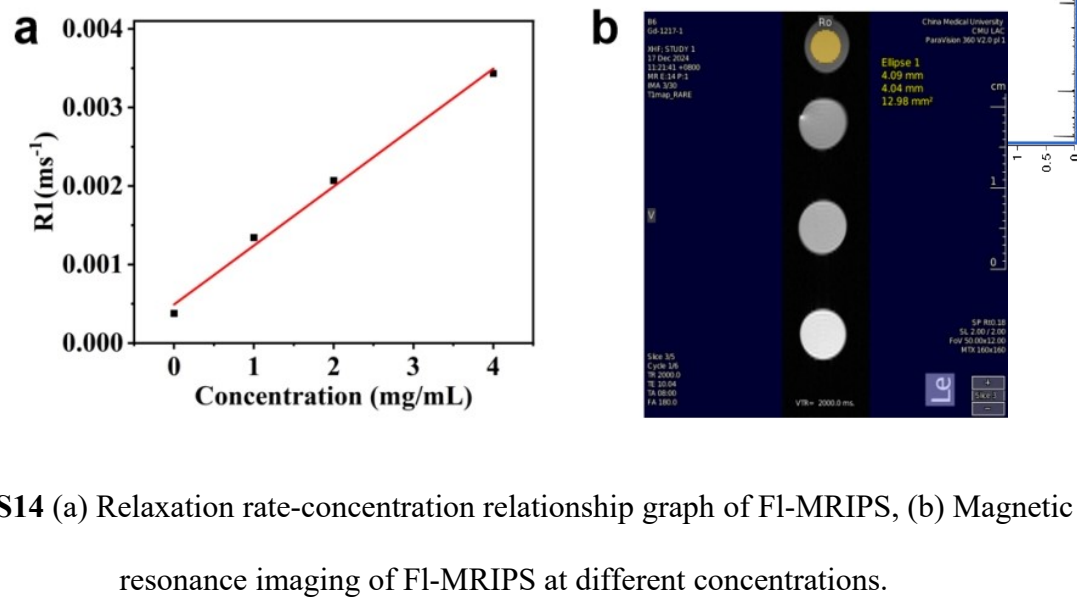 a
0.004
0.003
0.002
0.001
0.000
R1(ms⁻¹)
0 1 2 3 4
Concentration (mg/mL)
b
B6
Gd-1217-1
XHF; STUDY 1
17 Dec 2024
11:21:41 +0800
MR E:14 P:1
IMA 3/30
T1map_RARE
Ro
China Medical University
CMU LAC
ParaVision 360 V2.0 pl 1
Ellipse 1
4.09 mm
4.04 mm
12.98 mm²
cm
1
0
V
Slice 3/5
Cycle 1/6
TR 2000.0
TE 10.04
TA 08:00
FA 180.0
VTR= 2000.0 ms.
SP R±0.18
SL 2.00 / 2.00
FoV 50.00x12.00
MTX 160x160
Le
+
Slice:3
−
1
0.5
0
S14 (a) Relaxation rate-concentration relationship graph of Fl-MRIPS, (b) Magnetic
resonance imaging of Fl-MRIPS at different concentrations.